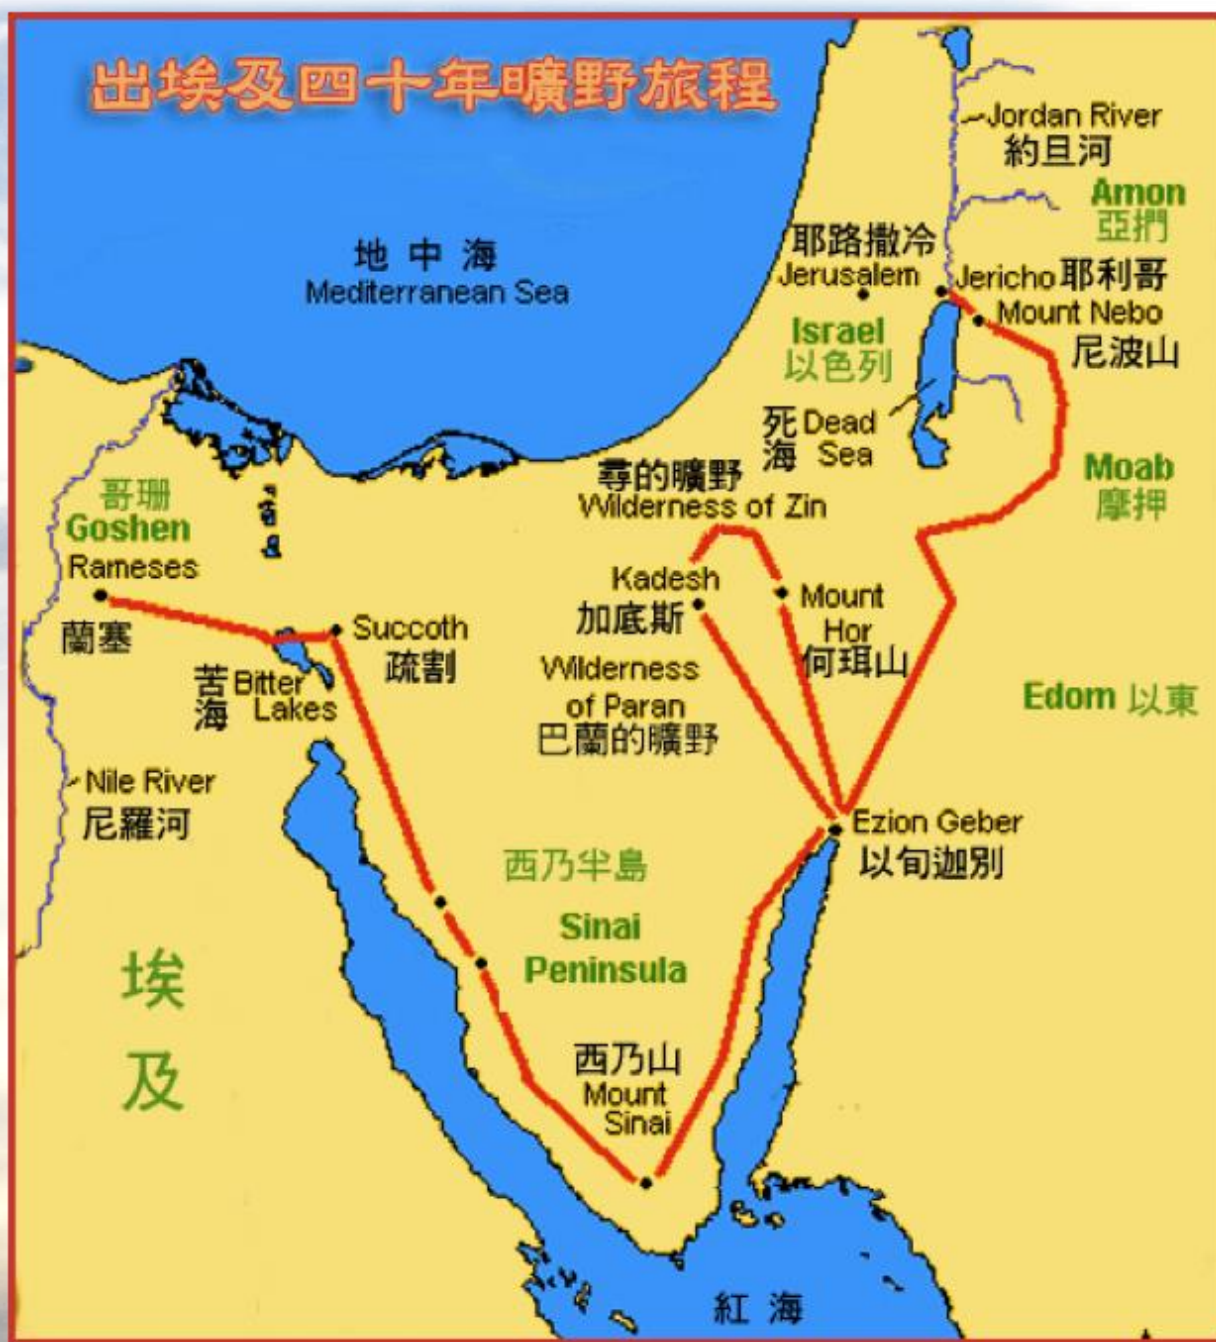 出埃及四十年曠野旅程
Jordan River
約旦河
Amon
亞捫
地中海
Mediterranean Sea
耶路撒冷
Jerusalem
Jericho 耶利哥
Mount Nebo
尼波山
Israel
以色列
死海
Dead
Sea
Moab
摩押
尋的曠野
Wilderness of Zin
哥珊
Goshen
Rameses
蘭塞
Kadesh
加底斯
Mount
Hor
何珥山
Succoth
疏割
苦海
Bitter
Lakes
Wilderness
of Paran
巴蘭的曠野
Edom 以東
Nile River
尼羅河
Ezion Geber
以旬迦別
西乃半島
Sinai
Peninsula
埃及
西乃山
Mount
Sinai
紅海